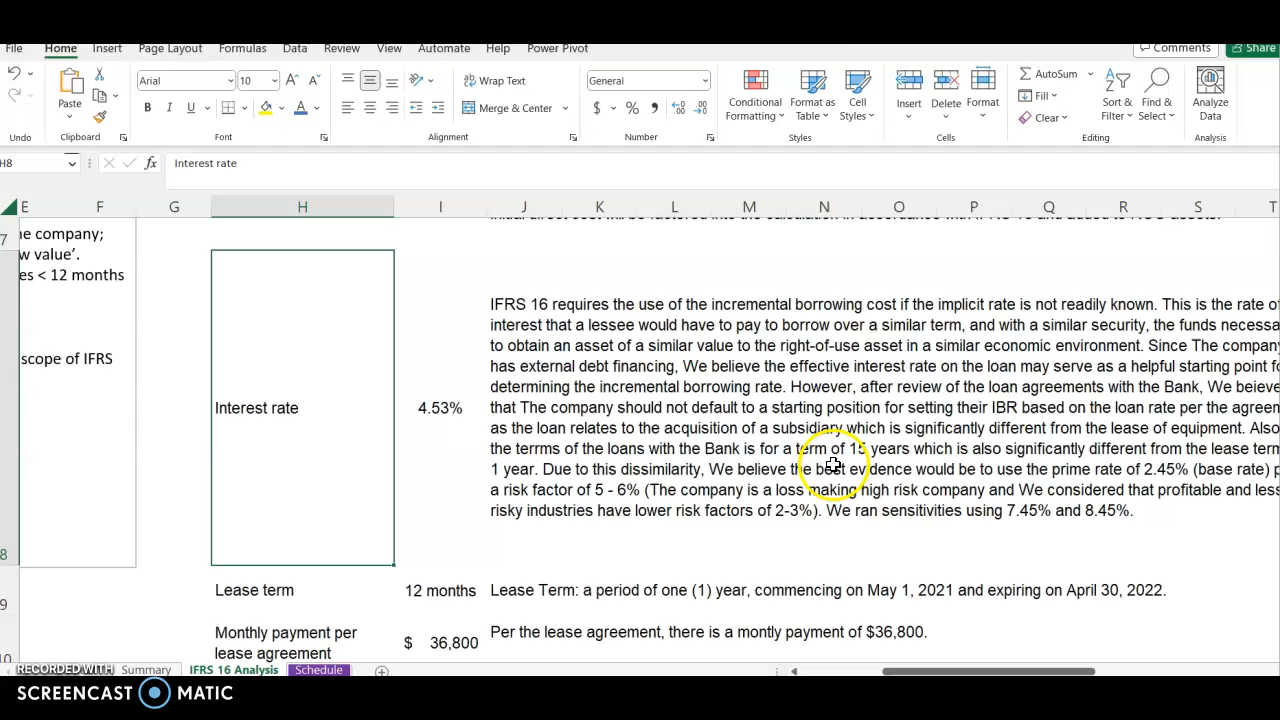 File Home Insert Page Layout Formulas Data Review View Automate Help Power Pivot Comments Share
Arial 10 Wrap Text General AutoSum
Paste Conditional Formatting Format as Table Cell Styles Insert Delete Format Fill Sort & Filter Find & Select Analyze Data
B I U Merge & Center $ % Clear
Undo Clipboard Font Alignment Number Styles Cells Editing Analysis
H8 fx Interest rate
E F G H I J K L M N O P Q R S T
7
ne company;
w value'.
es < 12 months
scope of IFRS
IFRS 16 requires the use of the incremental borrowing cost if the implicit rate is not readily known. This is the rate of
interest that a lessee would have to pay to borrow over a similar term, and with a similar security, the funds necessa
to obtain an asset of a similar value to the right-of-use asset in a similar economic environment. Since The company
has external debt financing, We believe the effective interest rate on the loan may serve as a helpful starting point fo
determining the incremental borrowing rate. However, after review of the loan agreements with the Bank, We beieve
Interest rate 4.53% that The company should not default to a starting position for setting their IBR based on the loan rate per the agreen
as the loan relates to the acquisition of a subsidiary which is significantly different from the lease of equipment. Also
the terrms of the loans with the Bank is for a term of 15 years which is also significantly different from the lease term
1 year. Due to this dissimilarity, We believe the best evidence would be to use the prime rate of 2.45% (base rate) p
a risk factor of 5 - 6% (The company is a loss making high risk company and We considered that profitable and less
risky industries have lower risk factors of 2-3%). We ran sensitivities using 7.45% and 8.45%.
8
9 Lease term 12 months Lease Term: a period of one (1) year, commencing on May 1, 2021 and expiring on April 30, 2022.
10 Monthly payment per
lease agreement $ 36,800 Per the lease agreement, there is a montly payment of $36,800.
RECORDED WITH Summary IFRS 16 Analysis Schedule
SCREENCAST MATIC